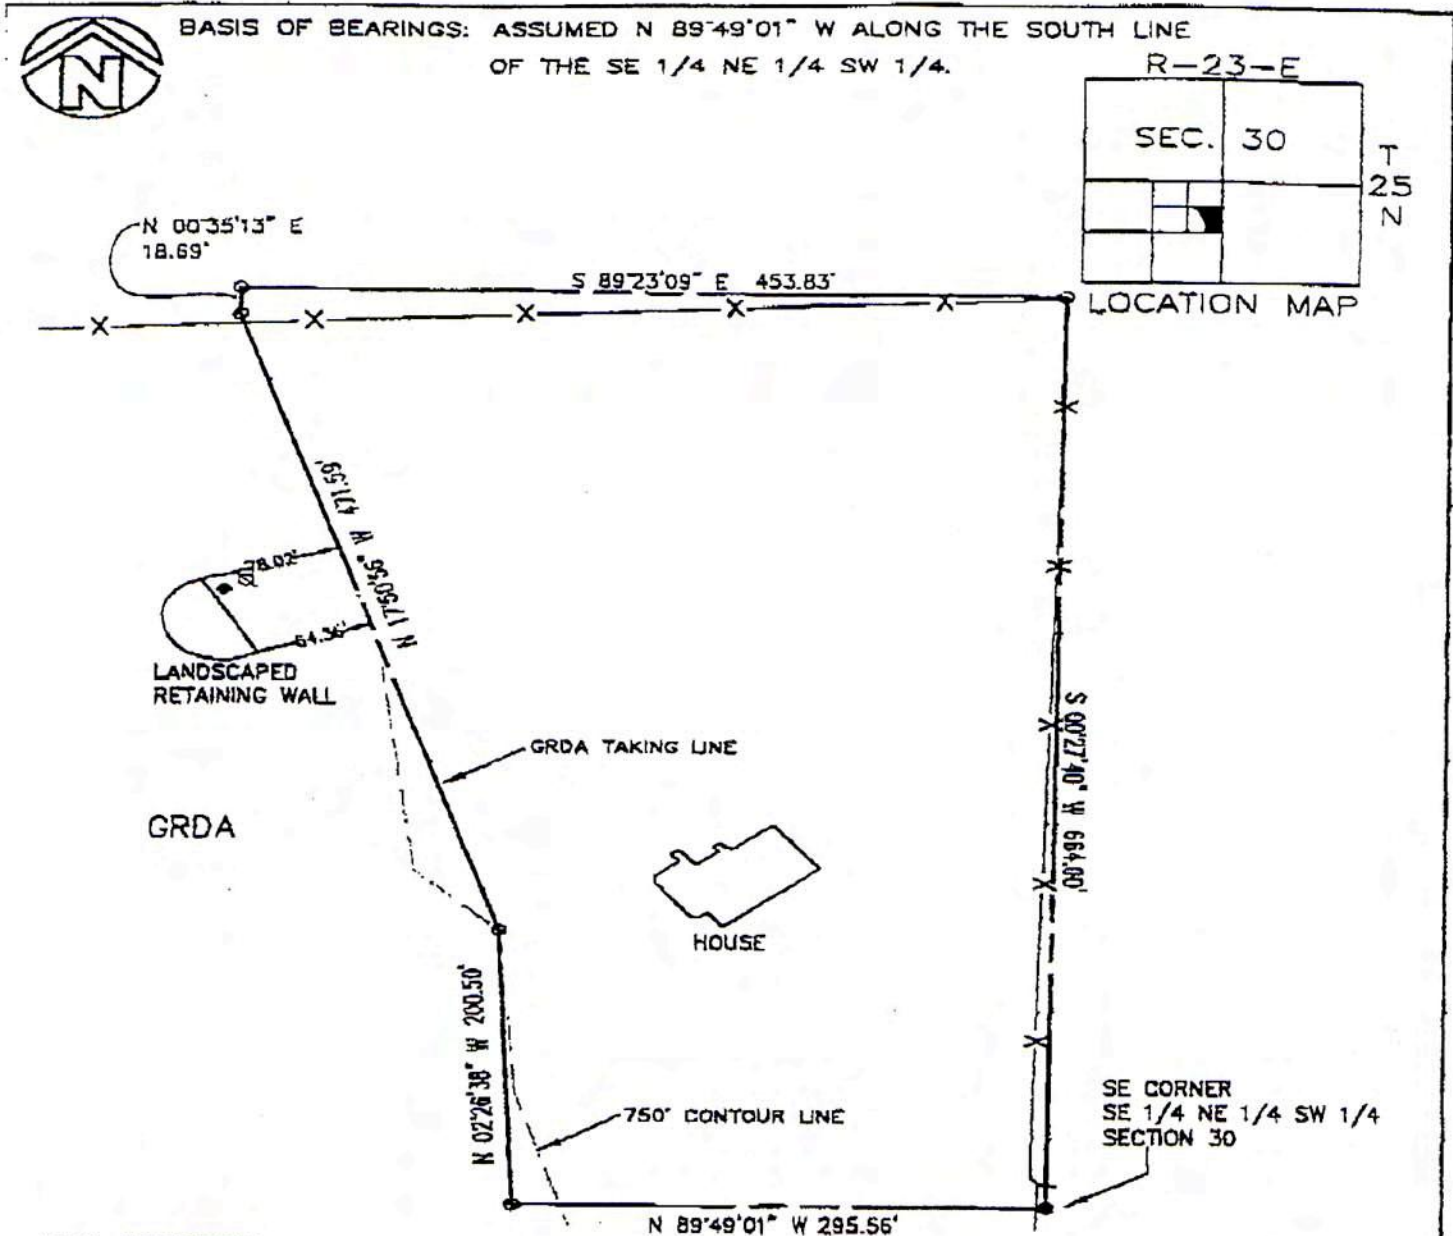 BASIS OF BEARINGS: ASSUMED N 89°49'01" W ALONG THE SOUTH LINE
OF THE SE 1/4 NE 1/4 SW 1/4.
N
R-23-E
SEC. 30
T
25
N
LOCATION MAP
N 00°35'13" E
18.69'
S 89°23'09" E 453.83'
N 17°50'56" W 471.59'
78.02'
64.36'
LANDSCAPED
RETAINING WALL
GRDA TAKING LINE
GRDA
S 00°27'40" W 664.00'
HOUSE
N 02°26'38" W 200.50'
750' CONTOUR LINE
SE CORNER
SE 1/4 NE 1/4 SW 1/4
SECTION 30
N 89°49'01" W 295.56'